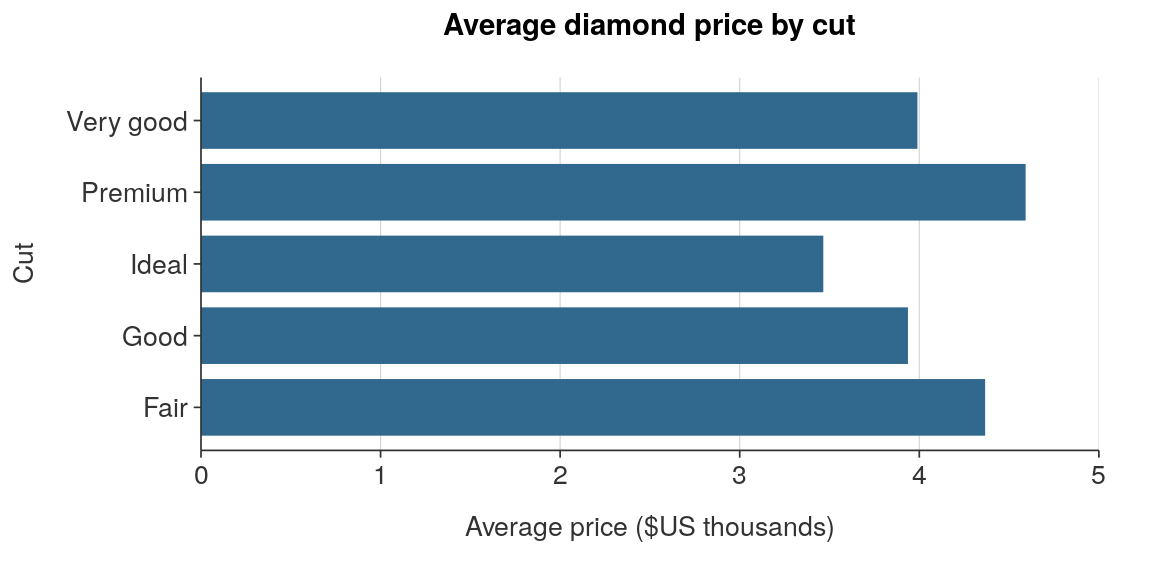 Average diamond price by cut
Very good
Premium
Ideal
Good
Fair
Cut
0 1 2 3 4 5
Average price ($US thousands)